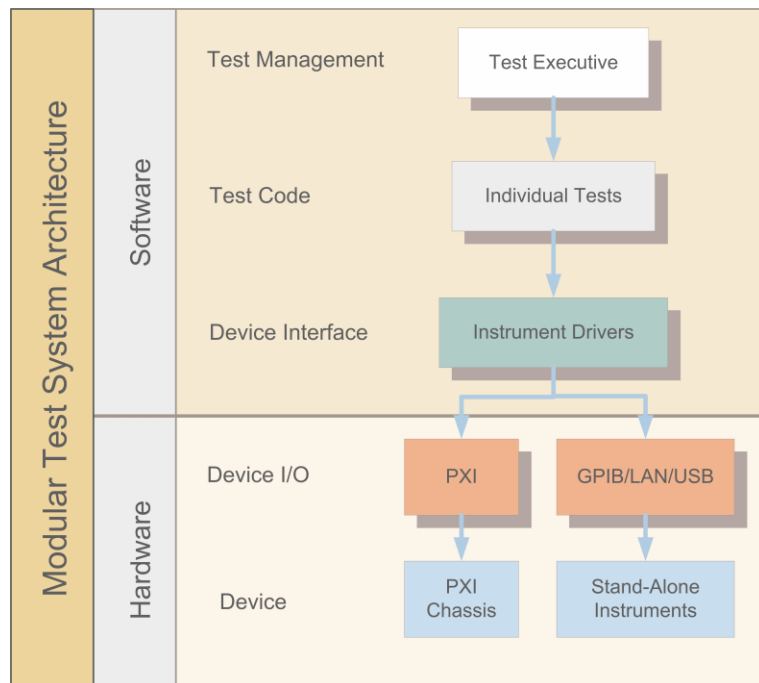 Modular Test System Architecture
Software
Test Management
Test Executive
Test Code
Individual Tests
Device Interface
Instrument Drivers
Hardware
Device I/O
PXI
GPIB/LAN/USB
Device
PXI
Chassis
Stand-Alone
Instruments